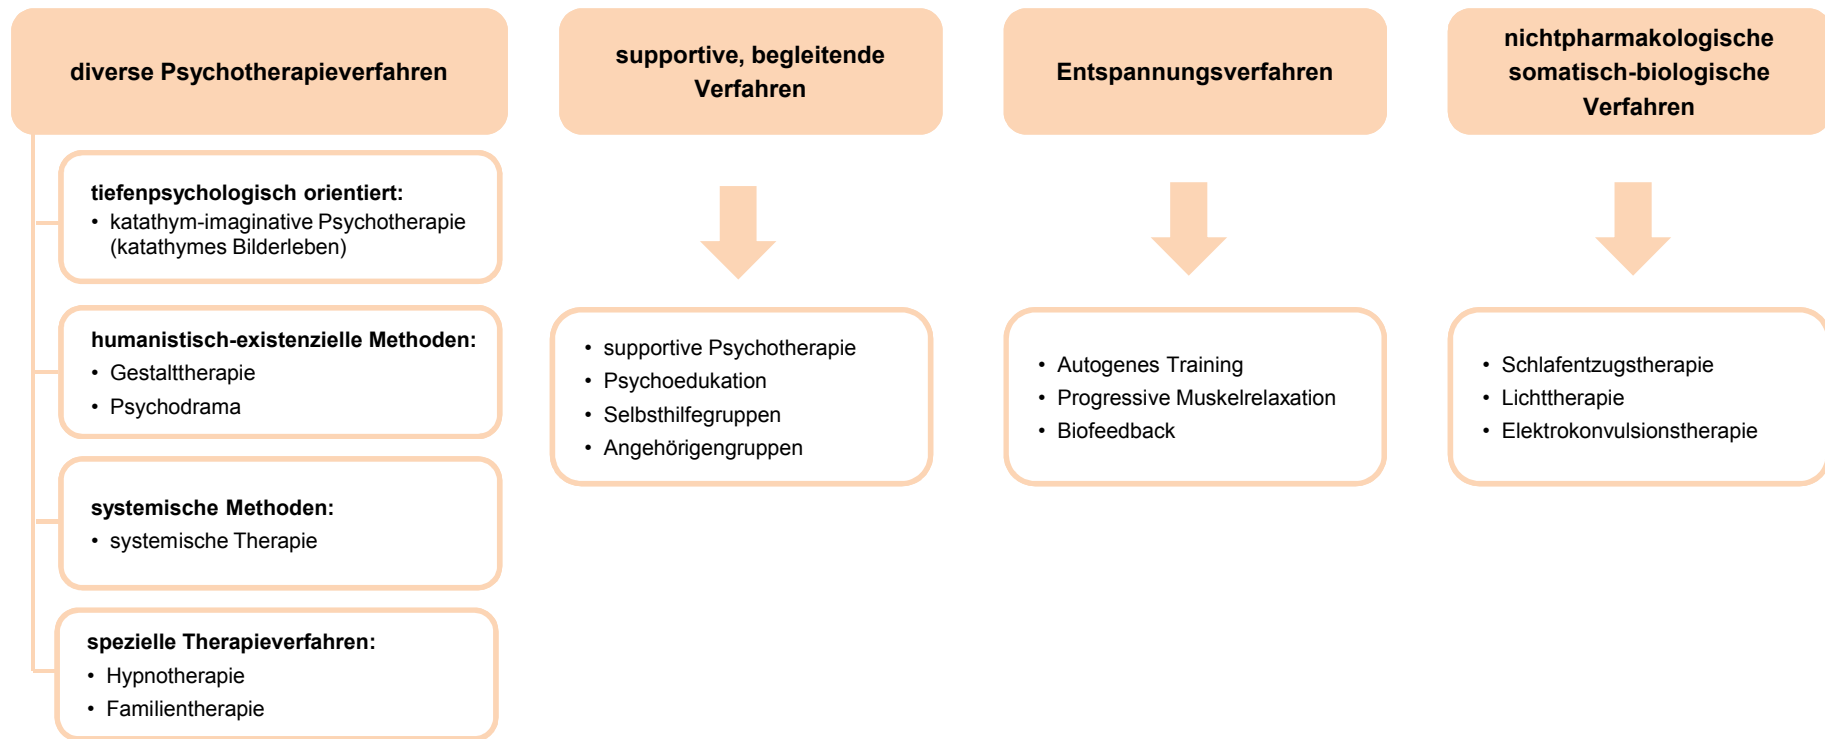 diverse Psychotherapieverfahren
tiefenpsychologisch orientiert:
• katathym-imaginative Psychotherapie
(katathymes Bilderleben)
humanistisch-existenzielle Methoden:
• Gestalttherapie
• Psychodrama
systemische Methoden:
• systemische Therapie
spezielle Therapieverfahren:
• Hypnotherapie
• Familientherapie
supportive, begleitende
Verfahren
• supportive Psychotherapie
• Psychoedukation
• Selbsthilfegruppen
• Angehörigengruppen
Entspannungsverfahren
• Autogenes Training
• Progressive Muskelrelaxation
• Biofeedback
nichtpharmakologische
somatisch-biologische
Verfahren
• Schlafentzugstherapie
• Lichttherapie
• Elektrokonvulsionstherapie